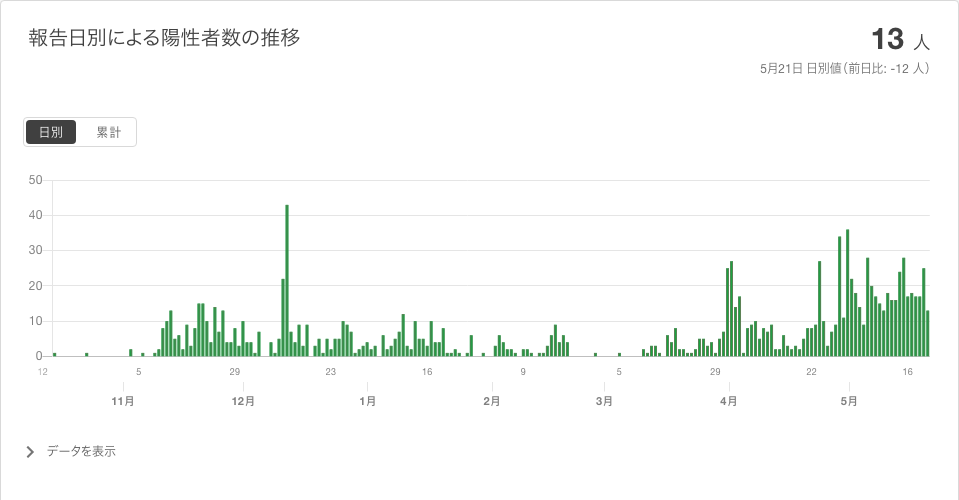 報告日別による陽性者数の推移
13 人
5月21日 日別値（前日比: -12 人）
日別 累計
50
40
30
20
10
0
12 5 29 23 16 9 5 29 22 16
11月 12月 1月 2月 3月 4月 5月
データを表示